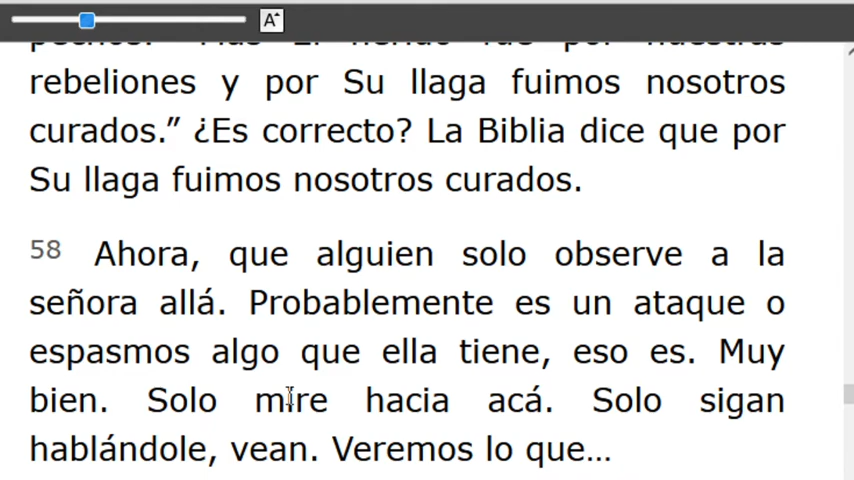 A
rebeliones y por Su llaga fuimos nosotros
curados.” ¿Es correcto? La Biblia dice que por
Su llaga fuimos nosotros curados.
58 Ahora, que alguien solo observe a la
señora allá. Probablemente es un ataque o
espasmos algo que ella tiene, eso es. Muy
bien. Solo mire hacia acá. Solo sigan
hablándole, vean. Veremos lo que...